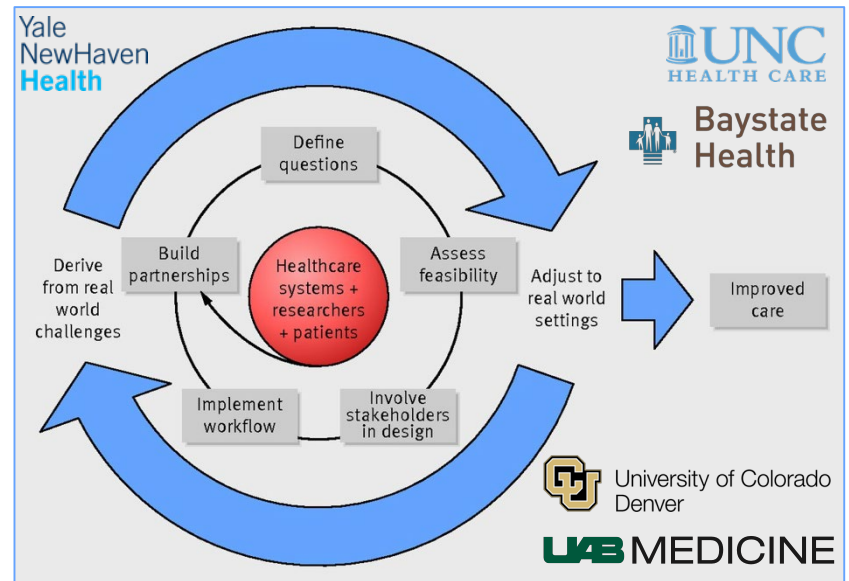 Yale
NewHaven
Health
UNC
HEALTH CARE
Baystate
Health
Define
questions
Build
partnerships
Assess
feasibility
Healthcare
systems +
researchers
+ patients
Derive
from real
world
challenges
Adjust to
real world
settings
Improved
care
Implement
workflow
Involve
stakeholders
in design
CU
University of Colorado
Denver
UAB MEDICINE